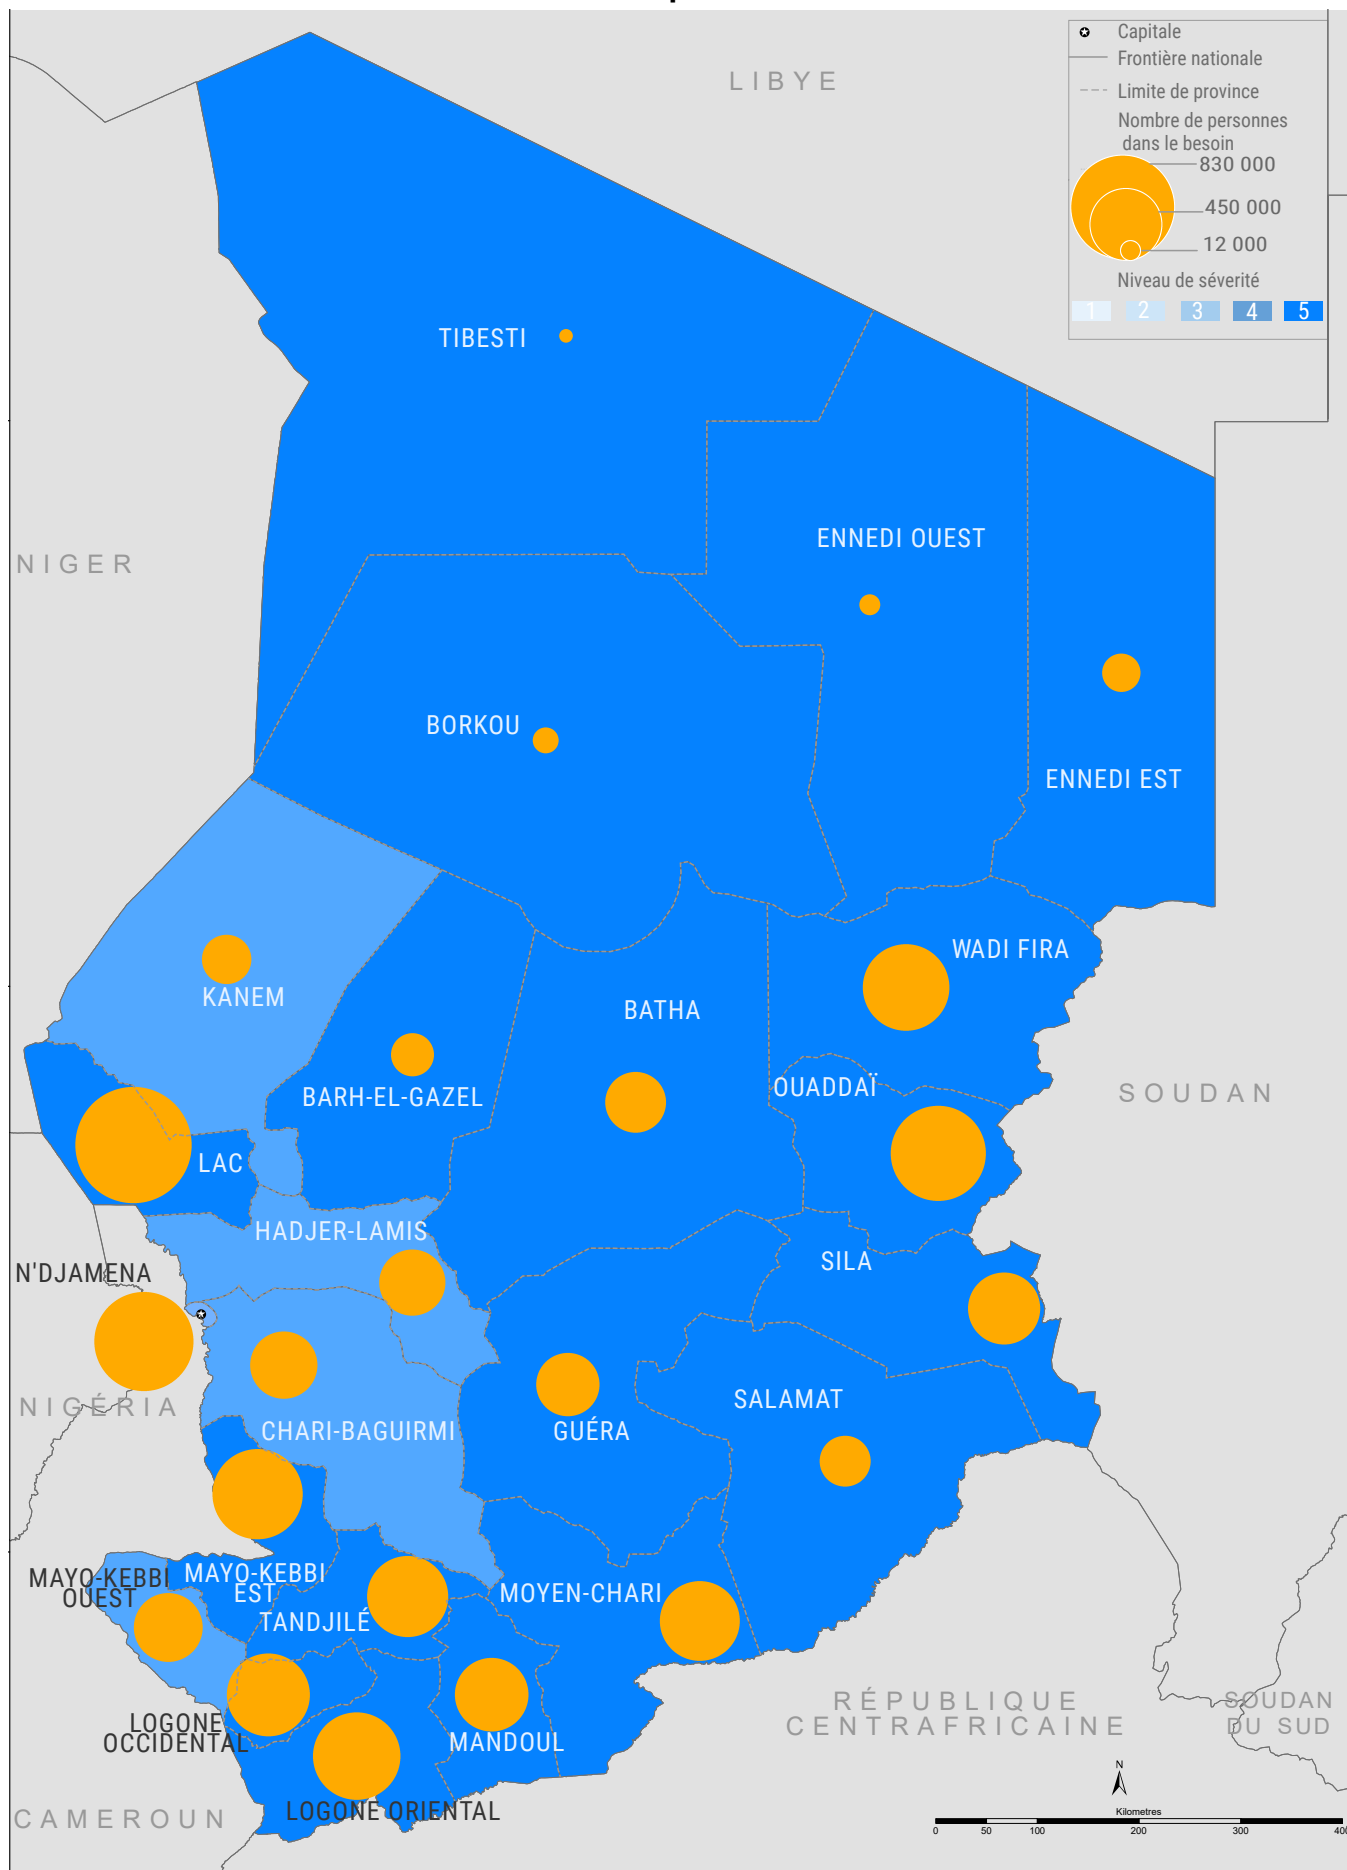 LIBYE
Capitale
Frontière nationale
Limite de province
Nombre de personnes
dans le besoin
830 000
450 000
12 000
Niveau de séverité
1 2 3 4 5
TIBESTI
ENNEDI OUEST
NIGER
BORKOU
ENNEDI EST
WADI FIRA
KANEM
BATHA
OUADDAÏ
BARH-EL-GAZEL
SOUDAN
LAC
HADJER-LAMIS
SILA
N'DJAMENA
SALAMAT
NIGÉRIA
CHARI-BAGUIRMI
GUÉRA
MAYO-KEBBI
OUEST
MAYO-KEBBI
EST
MOYEN-CHARI
TANDJILÉ
RÉPUBLIQUE
CENTRAFRICAINE
SOUDAN
DU SUD
LOGONE
OCCIDENTAL
MANDOUL
N
LOGONE ORIENTAL
CAMEROUN
Kilometres
0 50 100 200 300 400